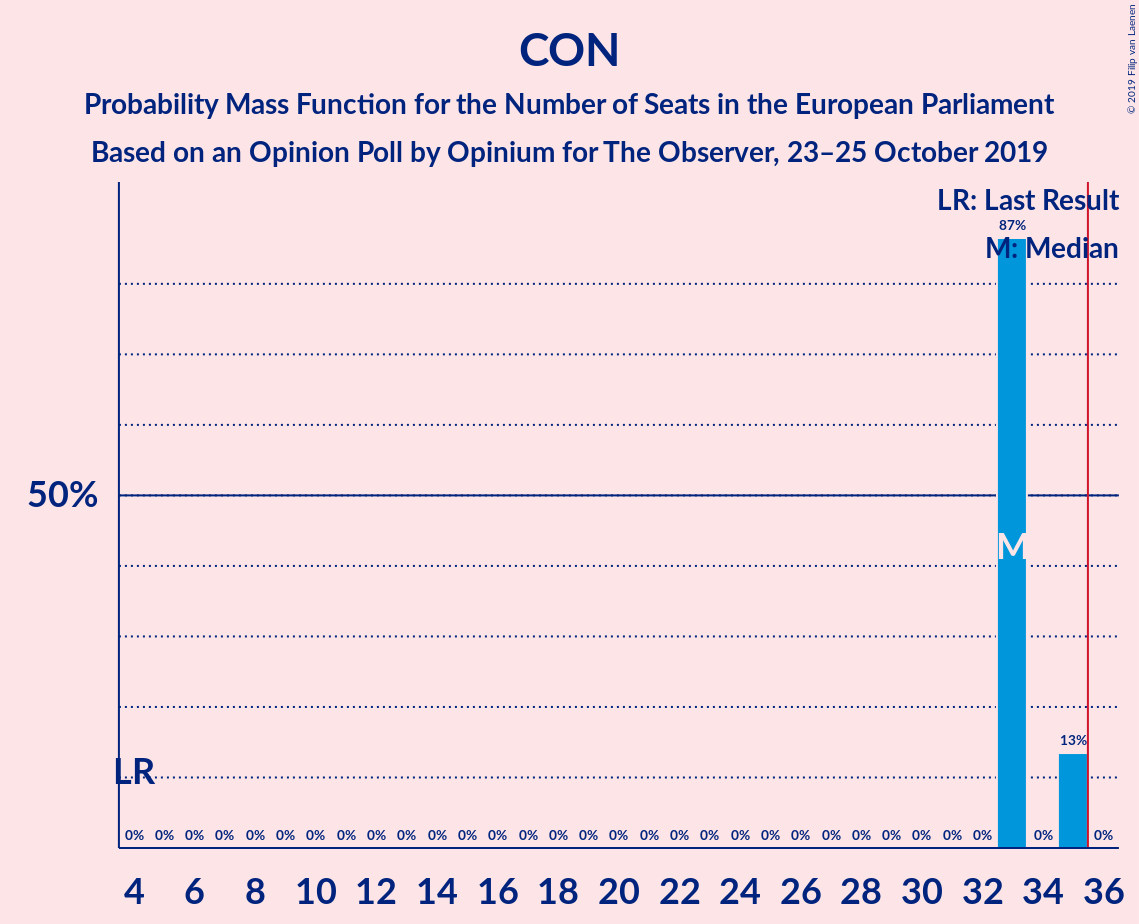 CON
Probability Mass Function for the Number of Seats in the European Parliament
Based on an Opinion Poll by Opinium for The Observer, 23–25 October 2019
© 2019 Filip van Laenen
LR: Last Result
87%
M: Median
50%
M
13%
LR
0% 0% 0% 0% 0% 0% 0% 0% 0% 0% 0% 0% 0% 0% 0% 0% 0% 0% 0% 0% 0% 0% 0% 0% 0% 0% 0% 0% 0% 0% 0%
4 6 8 10 12 14 16 18 20 22 24 26 28 30 32 34 36